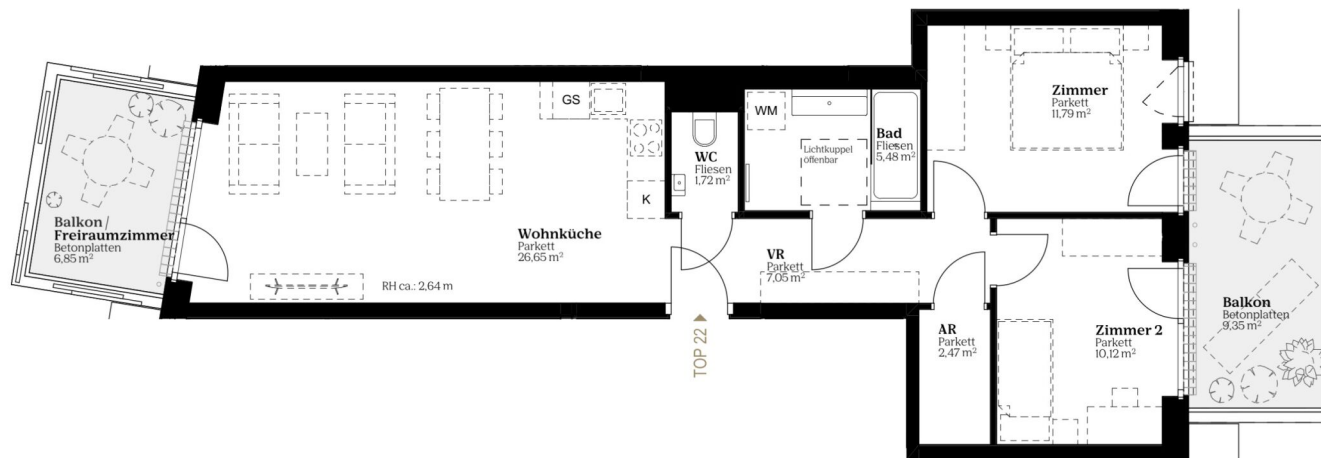 Balkon/
Freiraumzimmer
Betonplatten
6,85 m²
Wohnküche
Parkett
26,65 m²
RH ca.: 2,64 m
GS
K
WC
Fliesen
1,72 m²
WM
Lichtkuppel
öffenbar
Bad
Fliesen
5,48 m²
VR
Parkett
7,05 m²
TOP 22
AR
Parkett
2,47 m²
Zimmer
Parkett
11,79 m²
Zimmer 2
Parkett
10,12 m²
Balkon
Betonplatten
9,35 m²